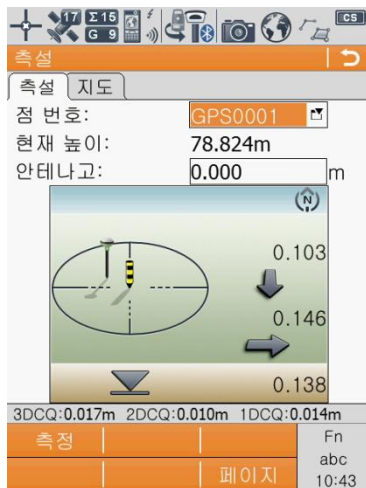 17 Σ 16 G 9 CS
측설
측설 지도
점 번호: GPS0001
현재 높이: 78.824m
안테나고: 0.000 m
N
0.103
0.146
0.138
3DCQ:0.017m 2DCQ:0.010m 1DCQ:0.014m
측정 Fn
abc
페이지 10:43